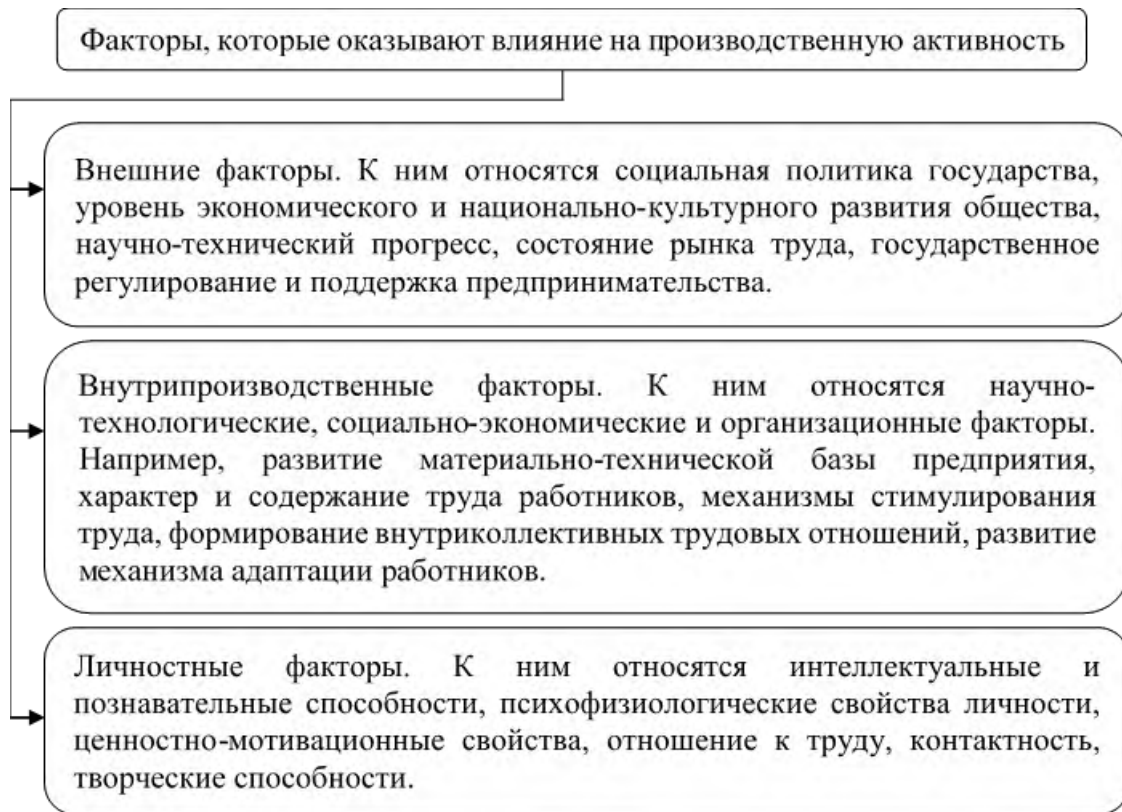 Факторы, которые оказывают влияние на производственную активность
Внешние факторы. К ним относятся социальная политика государства,
уровень экономического и национально-культурного развития общества,
научно-технический прогресс, состояние рынка труда, государственное
регулирование и поддержка предпринимательства.
Внутрипроизводственные факторы. К ним относятся научно-
технологические, социально-экономические и организационные факторы.
Например, развитие материально-технической базы предприятия,
характер и содержание труда работников, механизмы стимулирования
труда, формирование внутриколлективных трудовых отношений, развитие
механизма адаптации работников.
Личностные факторы. К ним относятся интеллектуальные и
познавательные способности, психофизиологические свойства личности,
ценностно-мотивационные свойства, отношение к труду, контактность,
творческие способности.